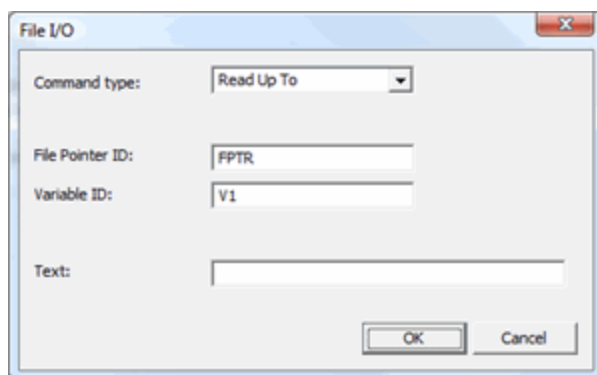 File I/O
Command type: Read Up To
File Pointer ID: FPTR
Variable ID: V1
Text:
OK Cancel